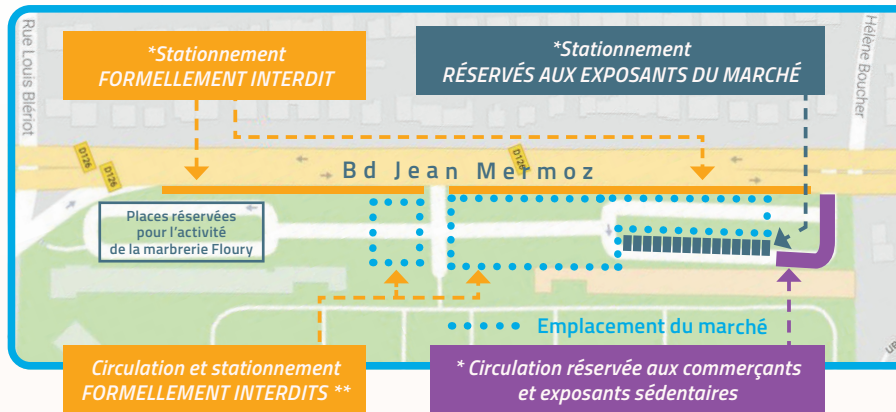 *Stationnement
FORMELLEMENT INTERDIT
*Stationnement
RÉSERVÉS AUX EXPOSANTS DU MARCHÉ
Rue Louis Blériot
Hélène Boucher
D126
D126
D126
Bd Jean Mermoz
Places réservées
pour l'activité
de la marbrerie Floury
Emplacement du marché
Circulation et stationnement
FORMELLEMENT INTERDITS **
* Circulation réservée aux commerçants
et exposants sédentaires